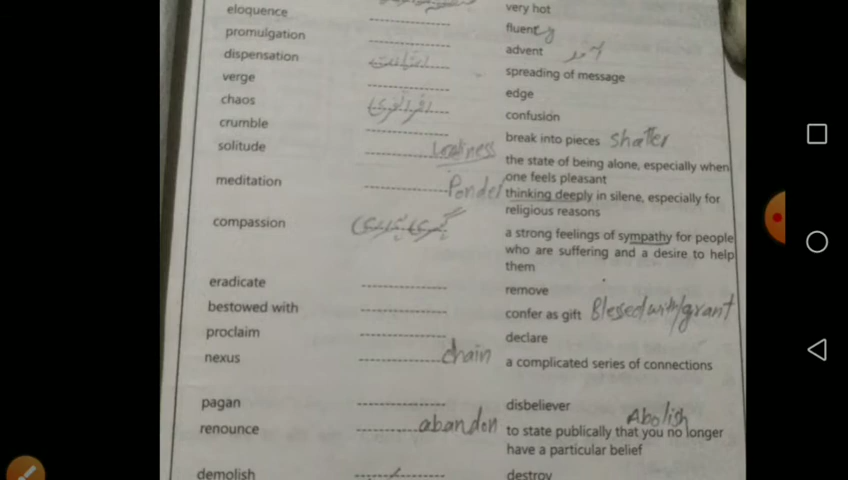 very hot
eloquence -------------- fluency
promulgation -------------- advent
dispensation spreading of message
verge -------------- edge
chaos افراتفری confusion
crumble -------------- break into pieces Shatter
solitude -------------- Loneliness the state of being alone, especially when
one feels pleasant
meditation -------------- Ponder thinking deeply in silene, especially for
religious reasons
compassion a strong feelings of sympathy for people
who are suffering and a desire to help
them
eradicate -------------- remove
bestowed with -------------- confer as gift Blessed with/grant
proclaim -------------- declare
nexus -------------- chain a complicated series of connections
pagan -------------- disbeliever
Abolish
renounce -------------- abandon to state publically that you no longer
have a particular belief
demolish -------------- destroy